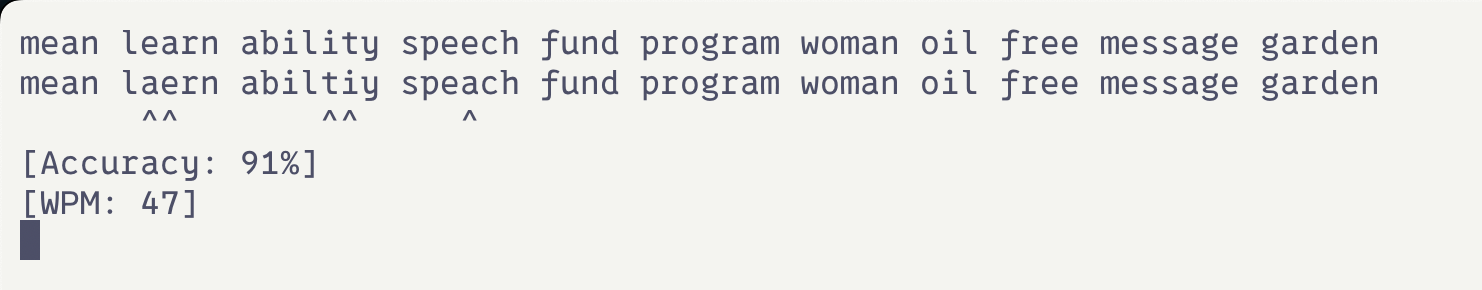 mean learn ability speech fund program woman oil free message garden
mean laern abiltiy speach fund program woman oil free message garden
      ^^       ^^     ^
[Accuracy: 91%]
[WPM: 47]